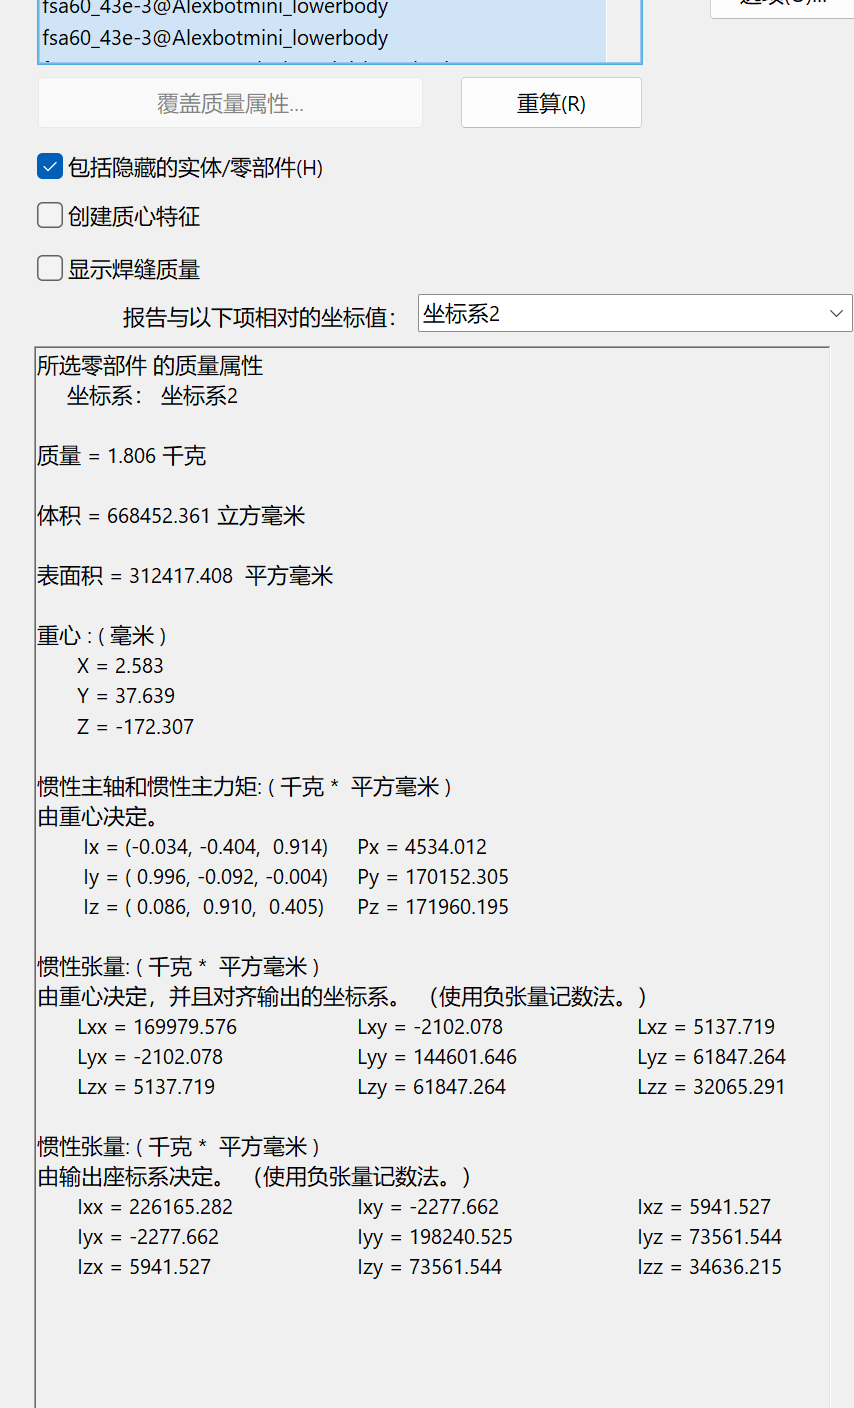 fsa60_43e-3@Alexbotmini_lowerbody
fsa60_43e-3@Alexbotmini_lowerbody
覆盖质量属性...
重算(R)
包括隐藏的实体/零部件(H)
创建质心特征
显示焊缝质量
报告与以下项相对的坐标值: 坐标系2
所选零部件 的质量属性
坐标系: 坐标系2
质量 = 1.806 千克
体积 = 668452.361 立方毫米
表面积 = 312417.408 平方毫米
重心 : ( 毫米 )
X = 2.583
Y = 37.639
Z = -172.307
惯性主轴和惯性主力矩: ( 千克 * 平方毫米 )
由重心决定。
Ix = (-0.034, -0.404, 0.914) Px = 4534.012
Iy = ( 0.996, -0.092, -0.004) Py = 170152.305
Iz = ( 0.086, 0.910, 0.405) Pz = 171960.195
惯性张量: ( 千克 * 平方毫米 )
由重心决定，并且对齐输出的坐标系。 （使用负张量记数法。）
Lxx = 169979.576 Lxy = -2102.078 Lxz = 5137.719
Lyx = -2102.078 Lyy = 144601.646 Lyz = 61847.264
Lzx = 5137.719 Lzy = 61847.264 Lzz = 32065.291
惯性张量: ( 千克 * 平方毫米 )
由输出座标系决定。 （使用负张量记数法。）
Ixx = 226165.282 Ixy = -2277.662 Ixz = 5941.527
Iyx = -2277.662 Iyy = 198240.525 Iyz = 73561.544
Izx = 5941.527 Izy = 73561.544 Izz = 34636.215